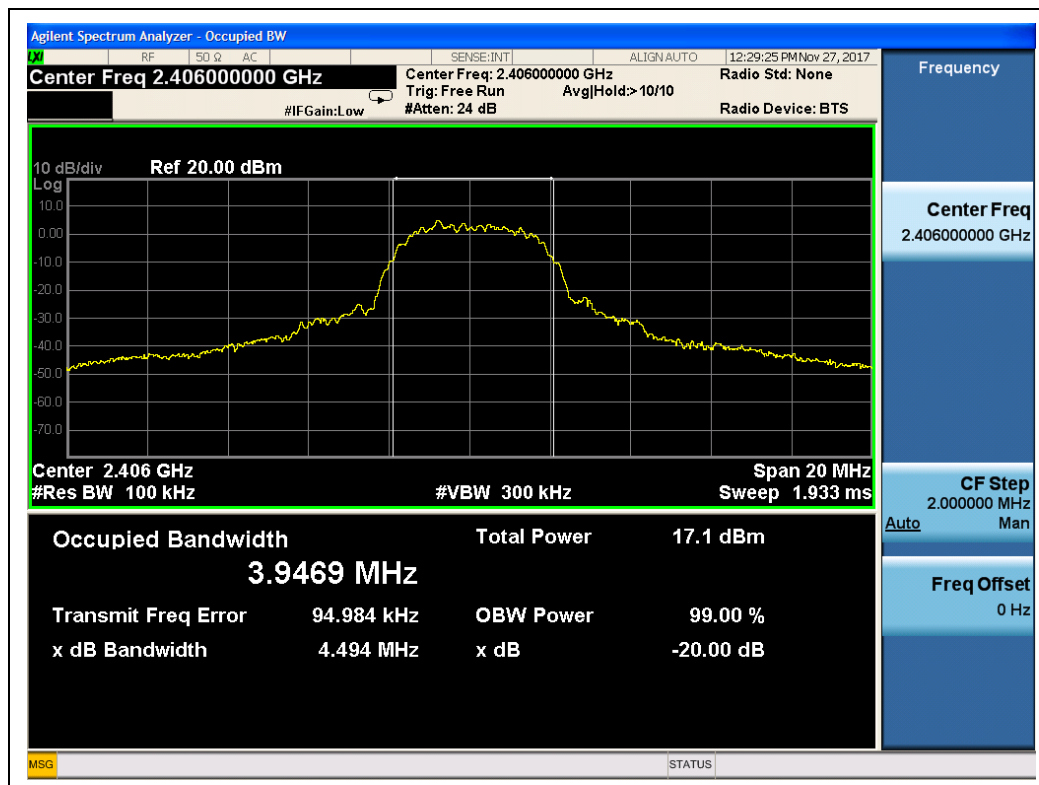 Agilent Spectrum Analyzer - Occupied BW
LXI RF 50 Ω AC SENSE:INT ALIGN AUTO 12:29:25 PM Nov 27, 2017
Center Freq 2.406000000 GHz
Center Freq: 2.406000000 GHz Radio Std: None
Trig: Free Run Avg|Hold:> 10/10
#IFGain:Low #Atten: 24 dB Radio Device: BTS
10 dB/div Ref 20.00 dBm
Log
10.0
0.00
-10.0
-20.0
-30.0
-40.0
-50.0
-60.0
-70.0
Center 2.406 GHz Span 20 MHz
#Res BW 100 kHz #VBW 300 kHz Sweep 1.933 ms
Occupied Bandwidth Total Power 17.1 dBm
3.9469 MHz
Transmit Freq Error 94.984 kHz OBW Power 99.00 %
x dB Bandwidth 4.494 MHz x dB -20.00 dB
MSG STATUS
Frequency
Center Freq
2.406000000 GHz
CF Step
2.000000 MHz
Auto Man
Freq Offset
0 Hz